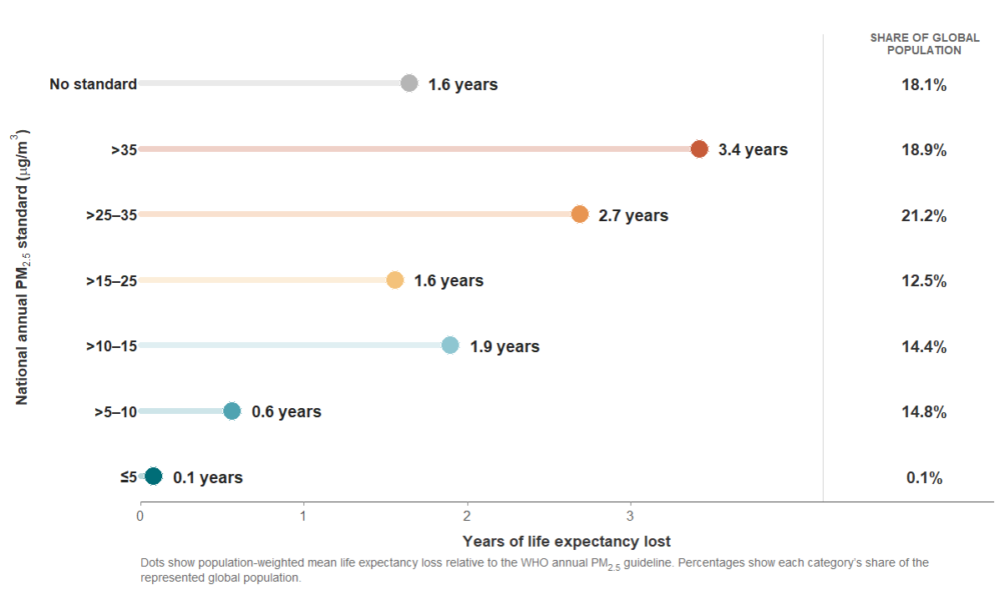 SHARE OF GLOBAL
POPULATION
No standard 1.6 years 18.1%
>35 3.4 years 18.9%
>25–35 2.7 years 21.2%
>15–25 1.6 years 12.5%
>10–15 1.9 years 14.4%
>5–10 0.6 years 14.8%
≤5 0.1 years 0.1%
National annual PM2.5 standard (μg/m3)
0 1 2 3
Years of life expectancy lost
Dots show population-weighted mean life expectancy loss relative to the WHO annual PM2.5 guideline. Percentages show each category's share of the
represented global population.